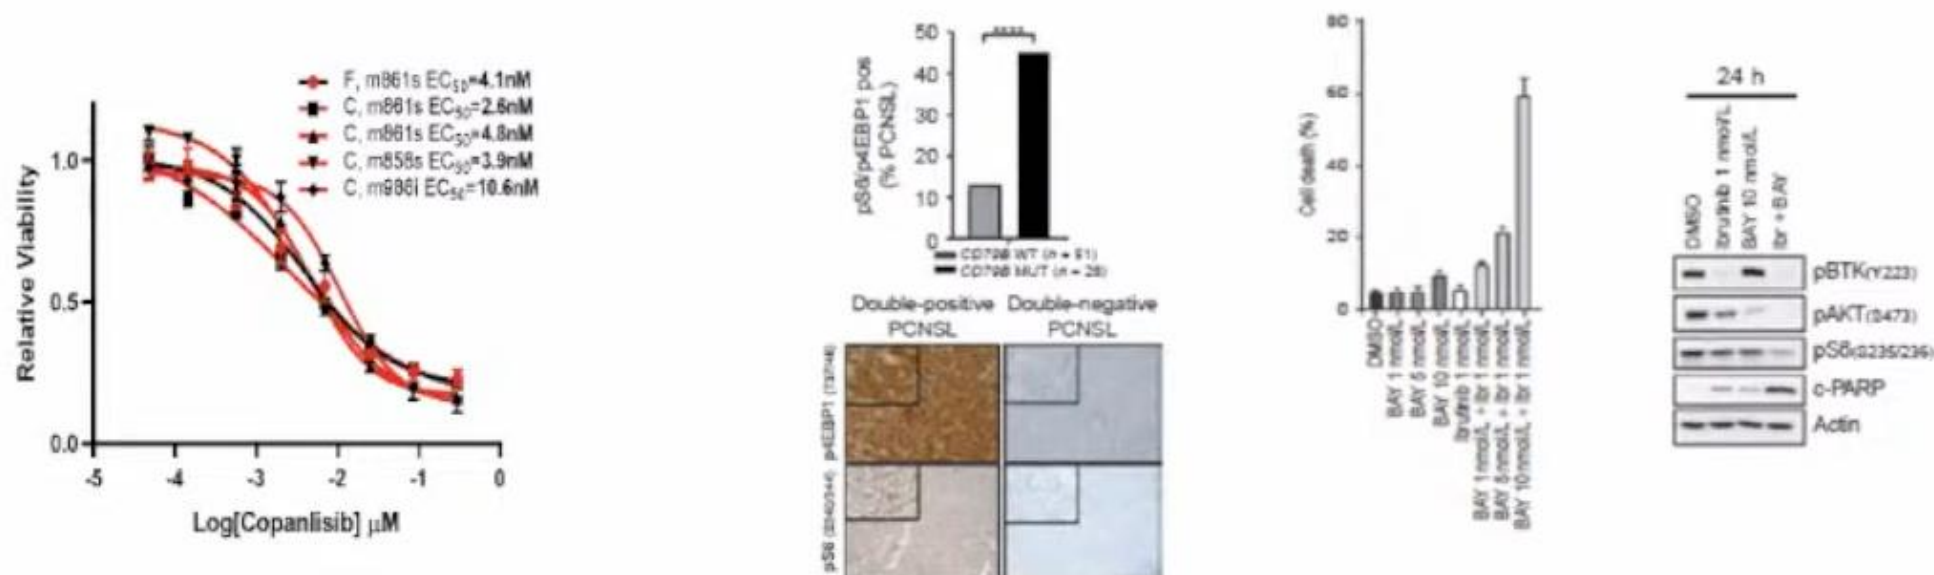 F, m861s EC50=4.1nM
C, m861s EC50=2.6nM
C, m861s EC50=4.8nM
C, m858s EC50=3.9nM
C, m986i EC50=10.6nM
Relative Viability
1.0
0.5
0.0
-5 -4 -3 -2 -1 0
Log[Copanlisib] µM
pS6/p4EBP1 pos
(% PCNSL)
50
40
30
20
10
0
****
CD79B WT (n = 51)
CD79B MUT (n = 28)
Double-positive Double-negative
PCNSL PCNSL
p4EBP1 (T37/46)
pS6 (S240/244)
Cell death (%)
80
60
40
20
0
DMSO
BAY 1 nmol/L
BAY 5 nmol/L
BAY 10 nmol/L
Ibrutinib 1 nmol/L
BAY 1 nmol/L + Ibr 1 nmol/L
BAY 5 nmol/L + Ibr 1 nmol/L
BAY 10 nmol/L + Ibr 1 nmol/L
24 h
DMSO
Ibrutinib 1 nmol/L
BAY 10 nmol/L
Ibr + BAY
pBTK(Y223)
pAKT(S473)
pS6(S235/236)
c-PARP
Actin